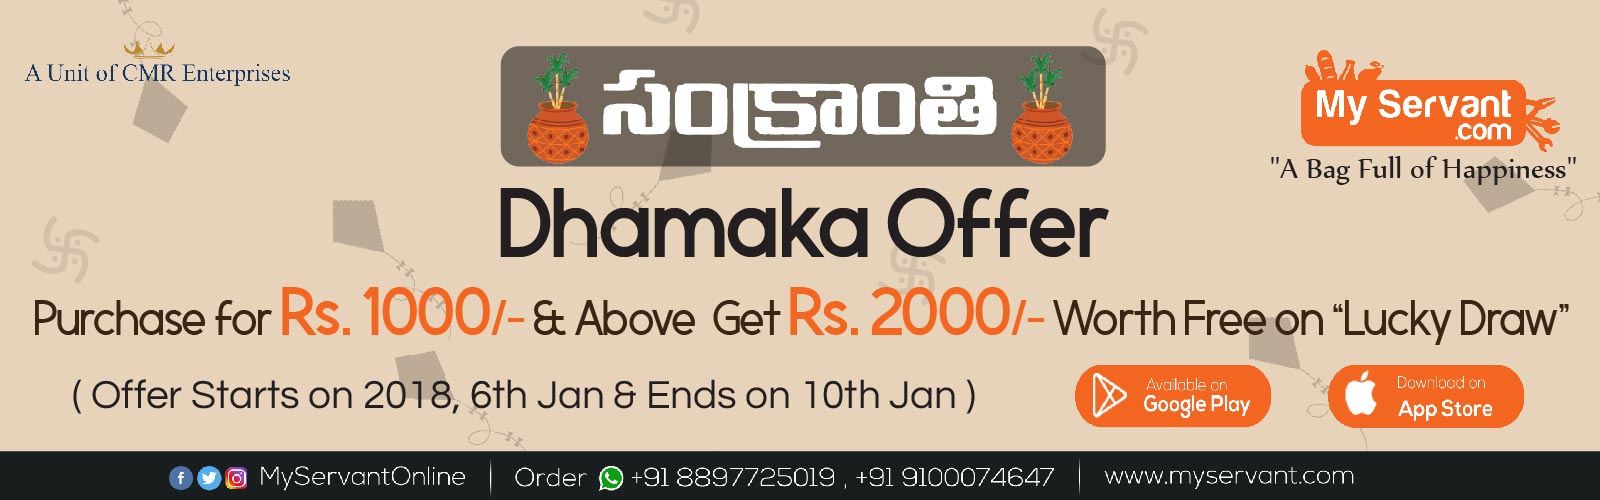 A Unit of CMR Enterprises
సంక్రాంతి
My Servant
.com
"A Bag Full of Happiness"
Dhamaka Offer
Purchase for Rs. 1000/- & Above Get Rs. 2000/- Worth Free on “Lucky Draw”
( Offer Starts on 2018, 6th Jan & Ends on 10th Jan )
Available on
Google Play
Download on
App Store
MyServantOnline | Order +91 8897725019 , +91 9100074647 | www.myservant.com